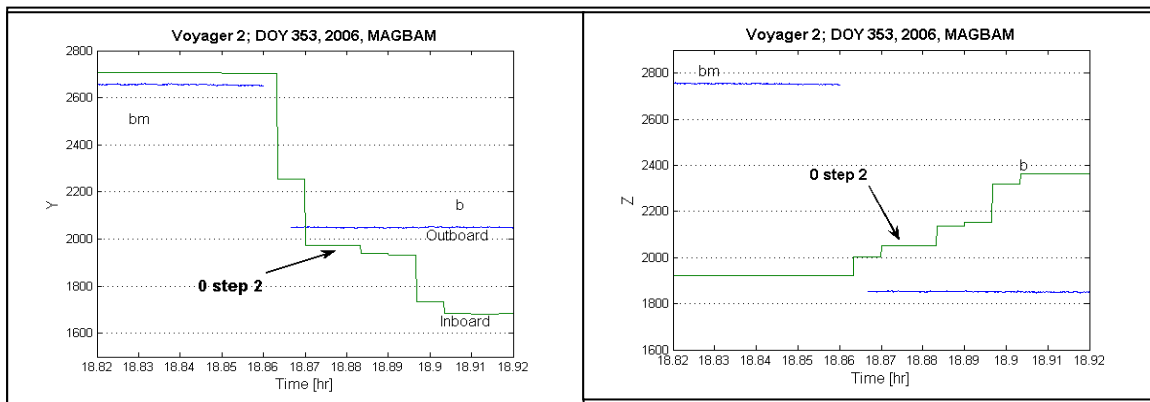 Voyager 2; DOY 353, 2006, MAGBAM
2800
2600
2400
2200
2000
1800
1600
Y
bm
b
Outboard
0 step 2
Inboard
18.82 18.83 18.84 18.85 18.86 18.87 18.88 18.89 18.9 18.91 18.92
Time [hr]
Voyager 2; DOY 353, 2006, MAGBAM
2800
2600
2400
2200
2000
1800
1600
Z
bm
b
0 step 2
18.82 18.83 18.84 18.85 18.86 18.87 18.88 18.89 18.9 18.91 18.92
Time [hr]